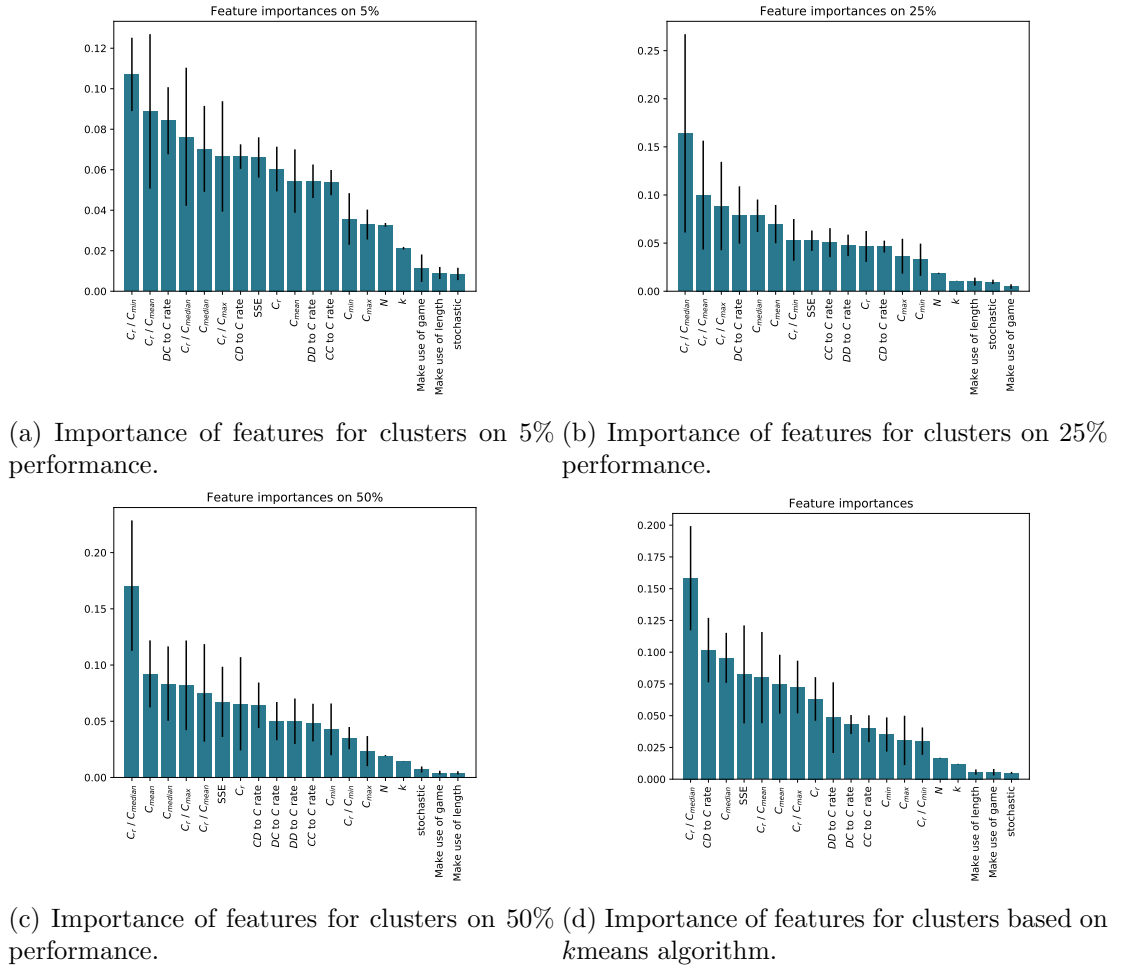 Feature importances on 5%
0.12
0.10
0.08
0.06
0.04
0.02
0.00
C_r / C_min
C_r / C_mean
DC to C rate
C_r / C_median
C_median
C_r / C_max
CD to C rate
SSE
C_r
C_mean
DD to C rate
CC to C rate
C_min
C_max
N
k
Make use of game
Make use of length
stochastic
Feature importances on 25%
0.25
0.20
0.15
0.10
0.05
0.00
C_r / C_median
C_r / C_mean
C_r / C_max
DC to C rate
C_median
C_mean
C_r / C_min
SSE
CC to C rate
DD to C rate
C_r
CD to C rate
C_max
C_min
N
k
Make use of length
stochastic
Make use of game
(a) Importance of features for clusters on 5%
performance.
(b) Importance of features for clusters on 25%
performance.
Feature importances on 50%
0.20
0.15
0.10
0.05
0.00
C_r / C_median
C_mean
C_median
C_r / C_max
C_r / C_mean
SSE
C_r
CD to C rate
DC to C rate
DD to C rate
CC to C rate
C_min
C_r / C_min
C_max
N
k
stochastic
Make use of game
Make use of length
Feature importances
0.200
0.175
0.150
0.125
0.100
0.075
0.050
0.025
0.000
C_r / C_median
CD to C rate
C_median
SSE
C_r / C_mean
C_mean
C_r / C_max
C_r
DD to C rate
DC to C rate
CC to C rate
C_min
C_max
C_r / C_min
N
k
Make use of length
Make use of game
stochastic
(c) Importance of features for clusters on 50%
performance.
(d) Importance of features for clusters based on
kmeans algorithm.